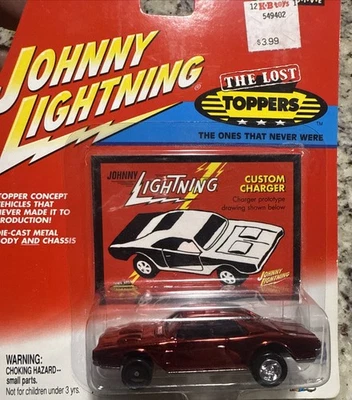 12 K·B toys
549402
$3.99
JOHNNY
LIGHTNING
THE LOST
TOPPERS
THE ONES THAT NEVER WERE
TOPPER CONCEPT
VEHICLES THAT
NEVER MADE IT TO
PRODUCTION!
DIE-CAST METAL
BODY AND CHASSIS
JOHNNY
LIGHTNING
CUSTOM
CHARGER
Charger prototype
drawing shown below
JOHNNY
LIGHTNING
WARNING:
CHOKING HAZARD--
small parts.
Not for children under 3 yrs.